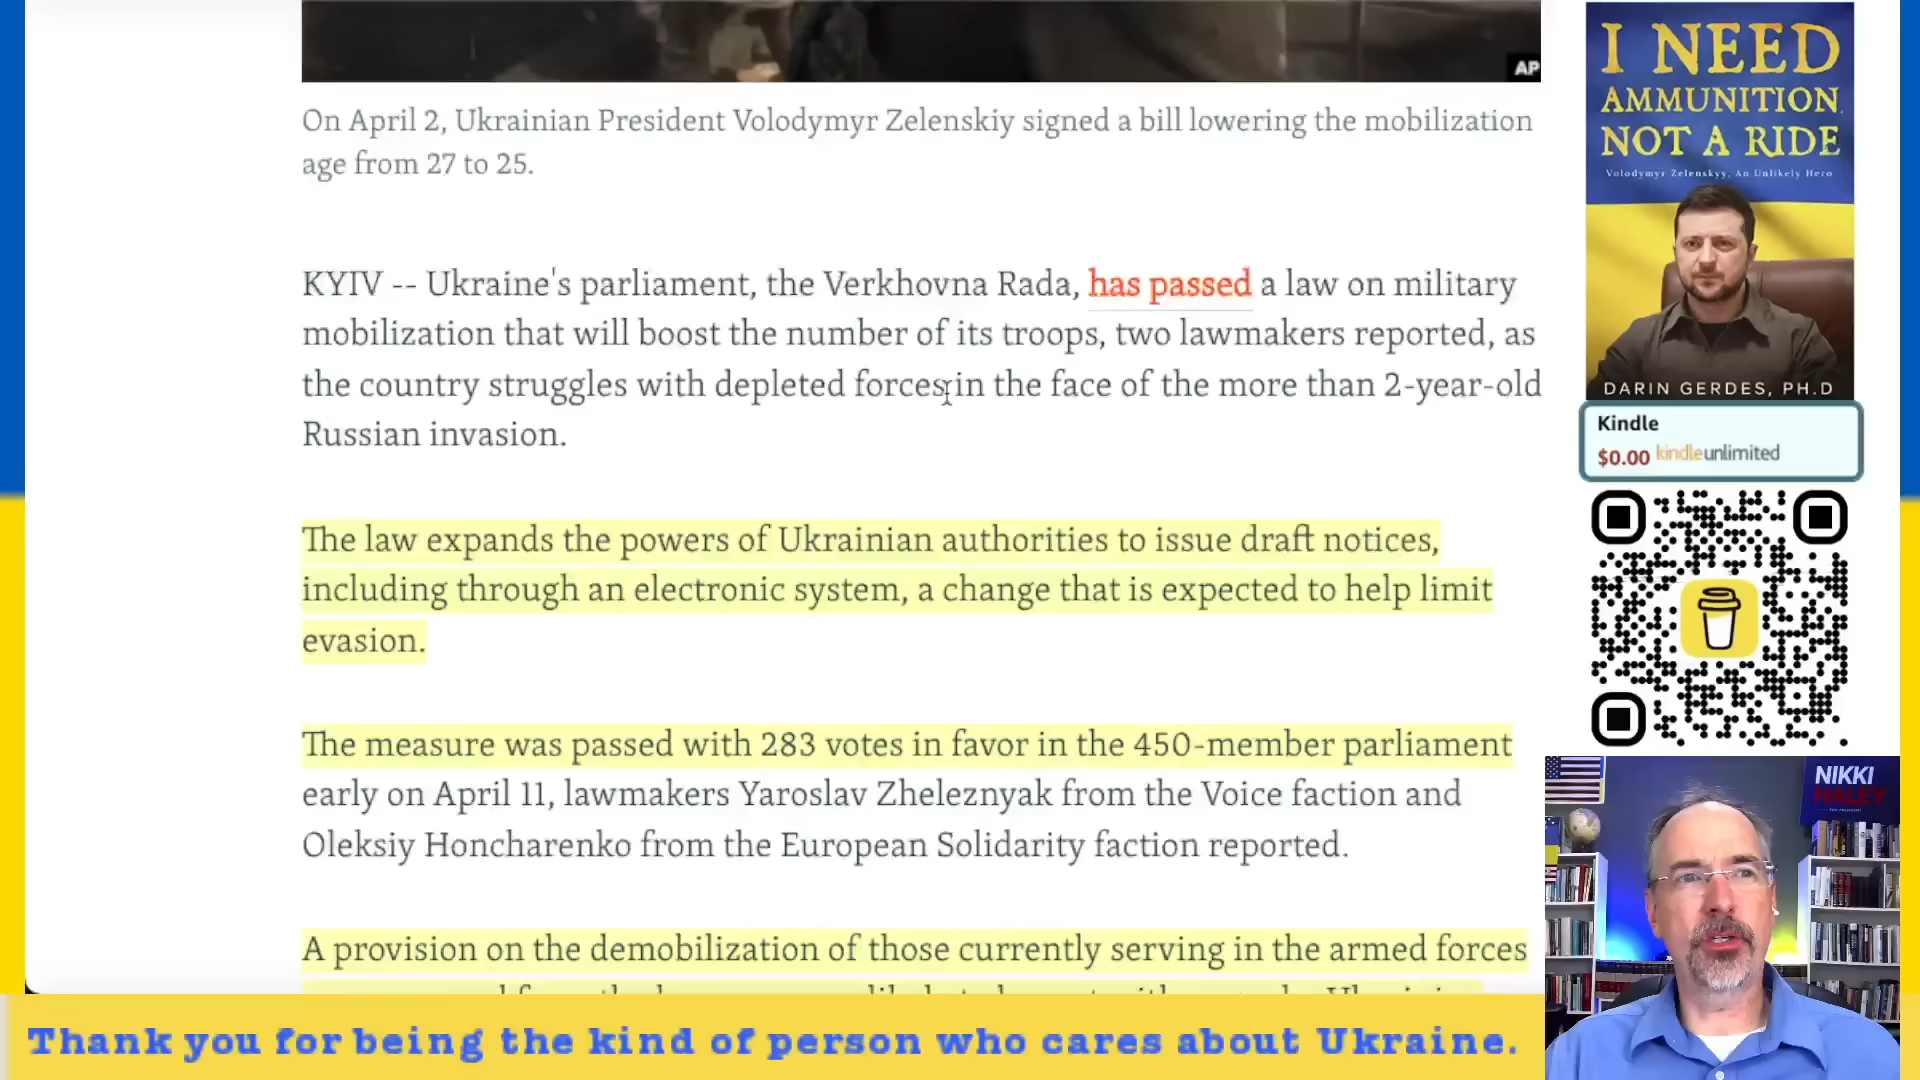 AP
On April 2, Ukrainian President Volodymyr Zelenskiy signed a bill lowering the mobilization
age from 27 to 25.
KYIV -- Ukraine's parliament, the Verkhovna Rada, has passed a law on military
mobilization that will boost the number of its troops, two lawmakers reported, as
the country struggles with depleted forces in the face of the more than 2-year-old
Russian invasion.
The law expands the powers of Ukrainian authorities to issue draft notices,
including through an electronic system, a change that is expected to help limit
evasion.
The measure was passed with 283 votes in favor in the 450-member parliament
early on April 11, lawmakers Yaroslav Zheleznyak from the Voice faction and
Oleksiy Honcharenko from the European Solidarity faction reported.
A provision on the demobilization of those currently serving in the armed forces
I NEED
AMMUNITION,
NOT A RIDE
Volodymyr Zelenskyy, An Unlikely Hero
DARIN GERDES, PH.D
Kindle
$0.00 kindleunlimited
NIKKI
HALEY
Thank you for being the kind of person who cares about Ukraine.